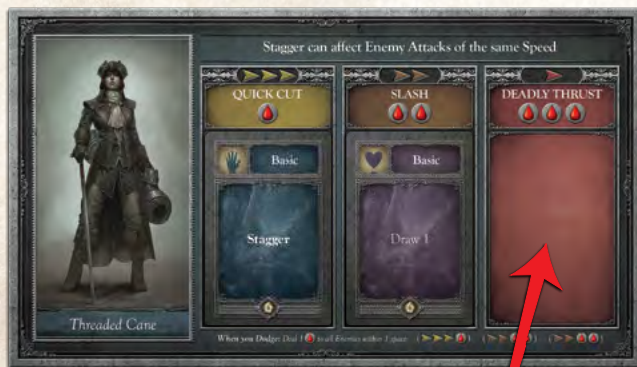 Stagger can affect Enemy Attacks of the same Speed
QUICK CUT
SLASH
DEADLY THRUST
Basic
Basic
Stagger
Draw 1
Threaded Cane
When you Dodge: Deal 1 to all Enemies within 1 space